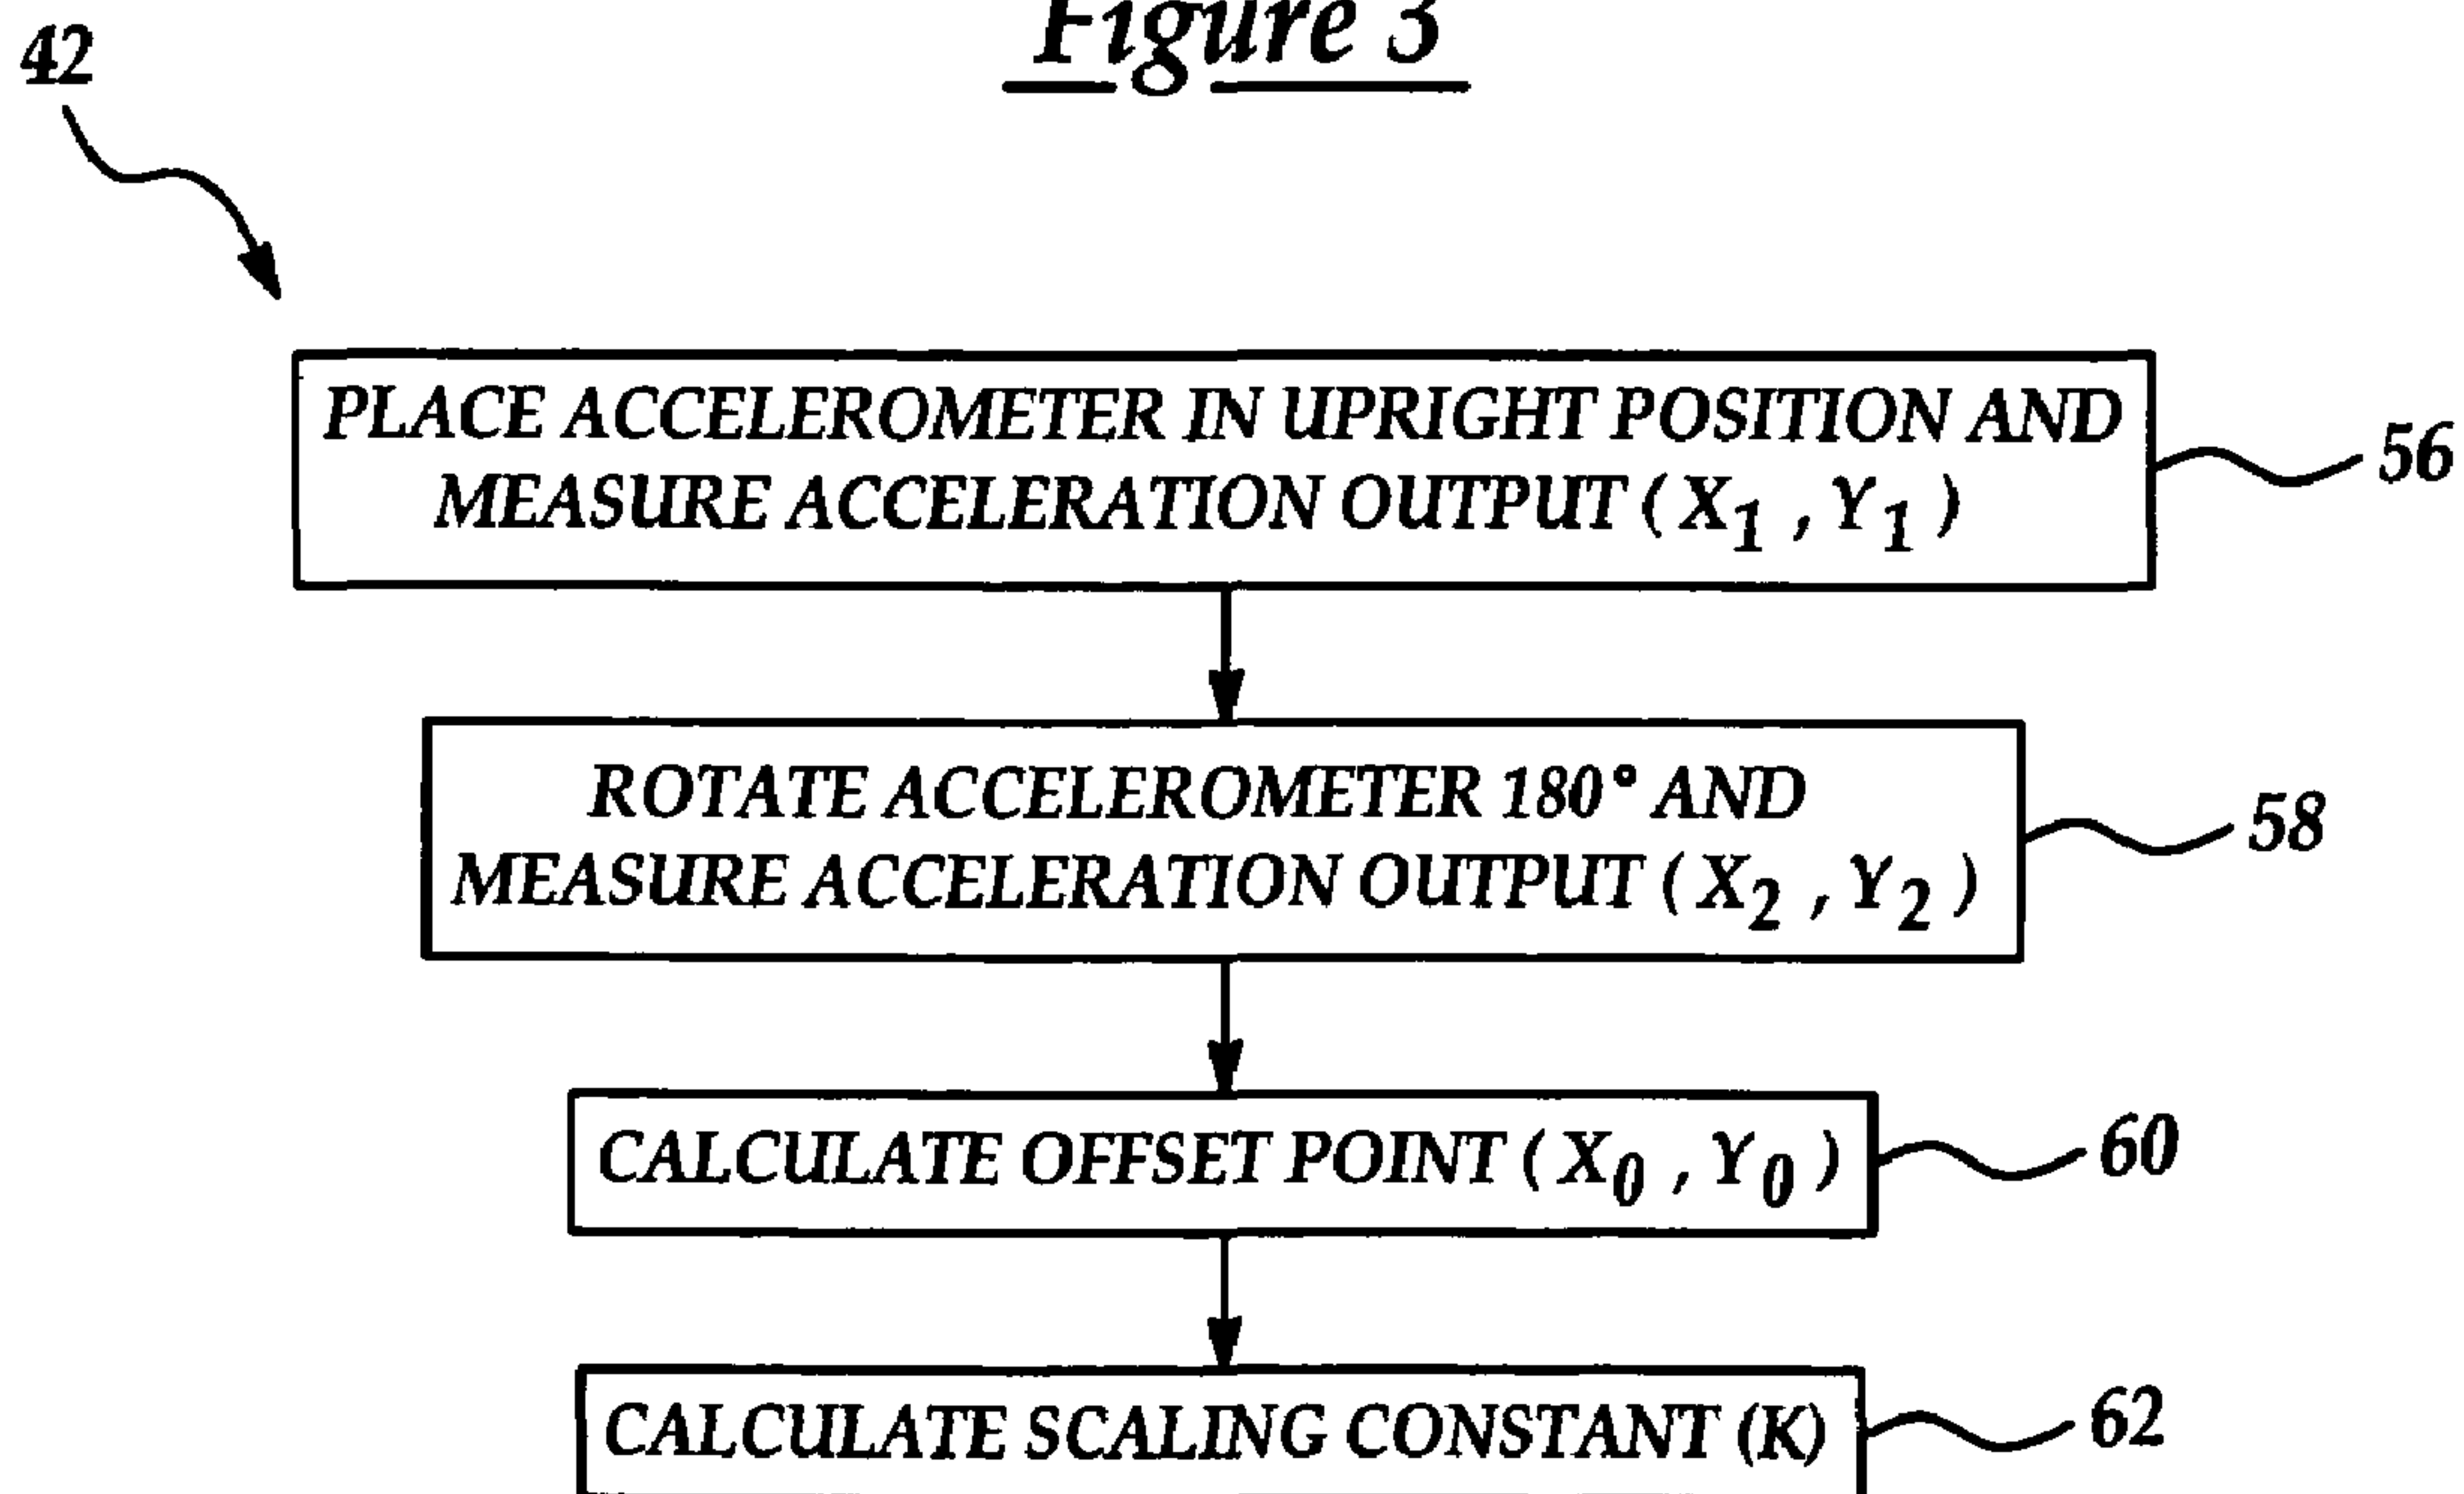 Figure 3
42
PLACE ACCELEROMETER IN UPRIGHT POSITION AND
MEASURE ACCELERATION OUTPUT (X₁, Y₁)
56
ROTATE ACCELEROMETER 180° AND
MEASURE ACCELERATION OUTPUT (X₂, Y₂)
58
CALCULATE OFFSET POINT (X₀, Y₀)
60
CALCULATE SCALING CONSTANT (K)
62